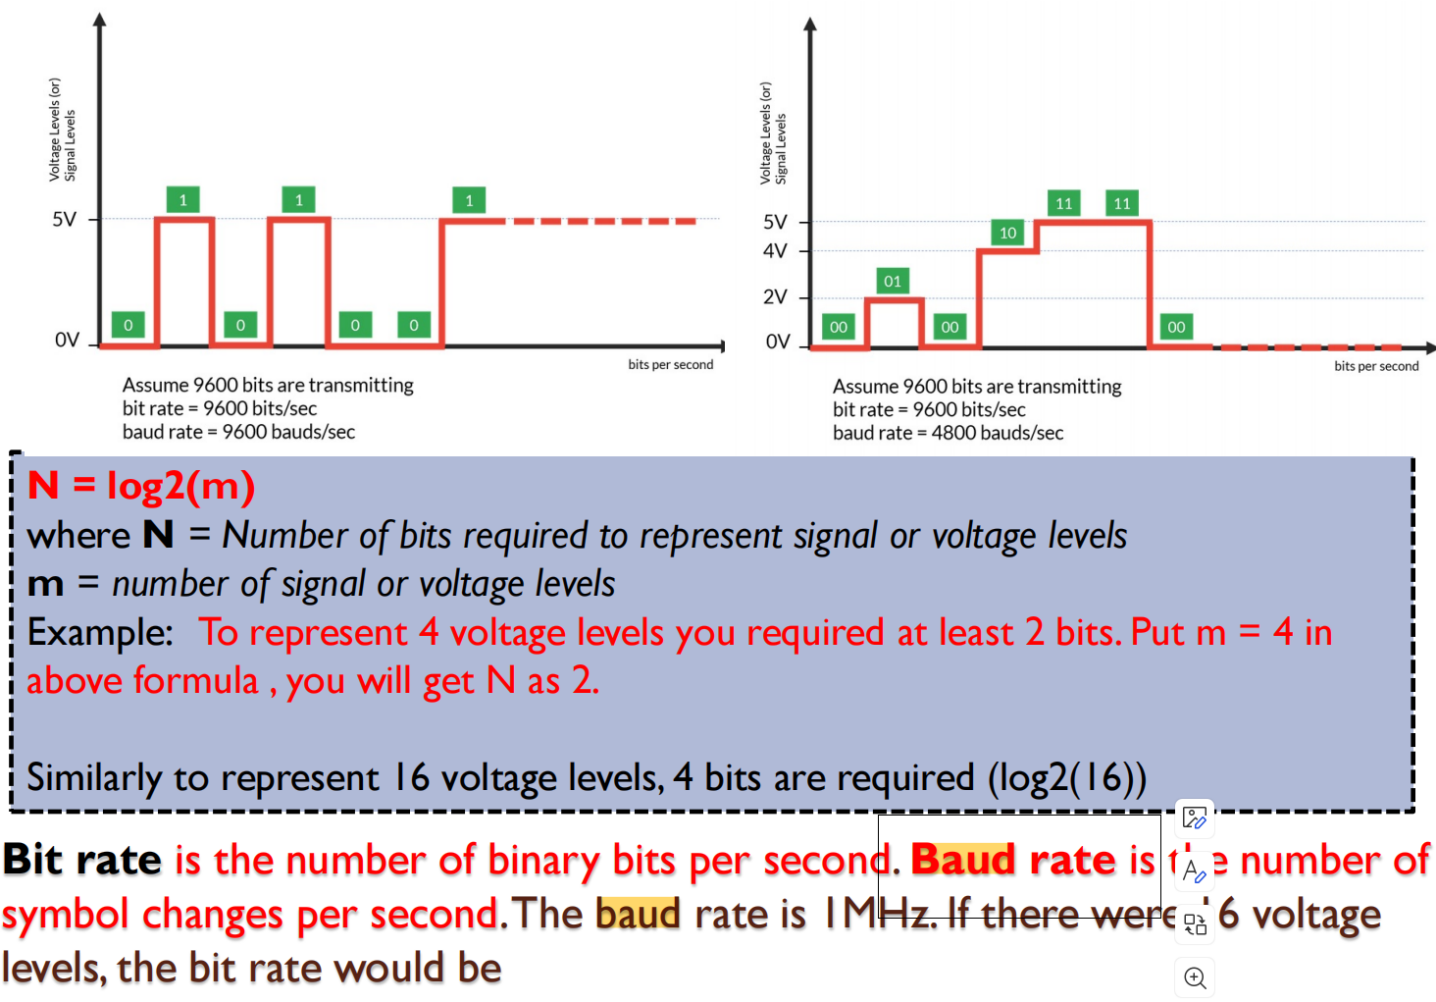 Voltage Levels (or)
Signal Levels
5V
0V
0
1
0
1
0
0
1
bits per second
Assume 9600 bits are transmitting
bit rate = 9600 bits/sec
baud rate = 9600 bauds/sec
Voltage Levels (or)
Signal Levels
5V
4V
2V
0V
00
01
00
10
11
11
00
bits per second
Assume 9600 bits are transmitting
bit rate = 9600 bits/sec
baud rate = 4800 bauds/sec
N = log2(m)
where N = Number of bits required to represent signal or voltage levels
m = number of signal or voltage levels
Example: To represent 4 voltage levels you required at least 2 bits. Put m = 4 in
above formula , you will get N as 2.
Similarly to represent 16 voltage levels, 4 bits are required (log2(16))
Bit rate is the number of binary bits per second. Baud rate is the number of
symbol changes per second. The baud rate is 1MHz. If there were 16 voltage
levels, the bit rate would be